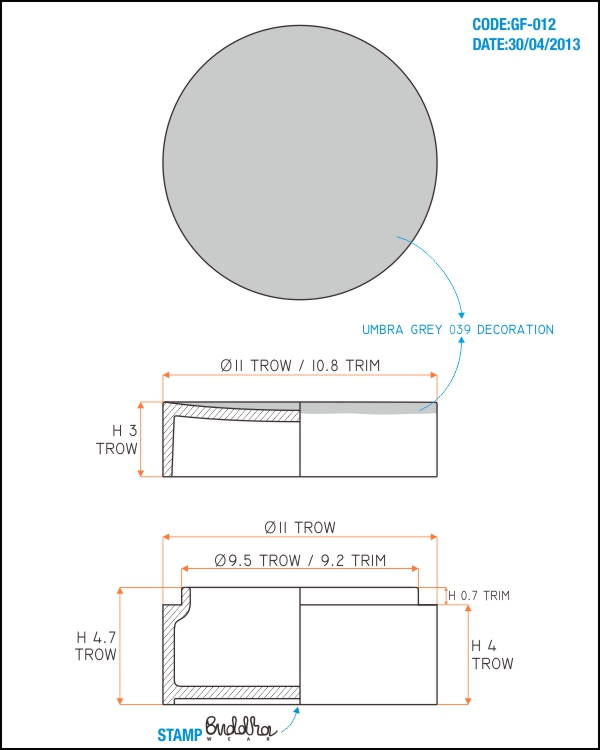 CODE:GF-012
DATE:30/04/2013
UMBRA GREY 039 DECORATION
Ø11 TROW / 10.8 TRIM
H 3
TROW
Ø11 TROW
Ø9.5 TROW / 9.2 TRIM
H 0.7 TRIM
H 4.7
TROW
H 4
TROW
STAMP Buddha
WEAR